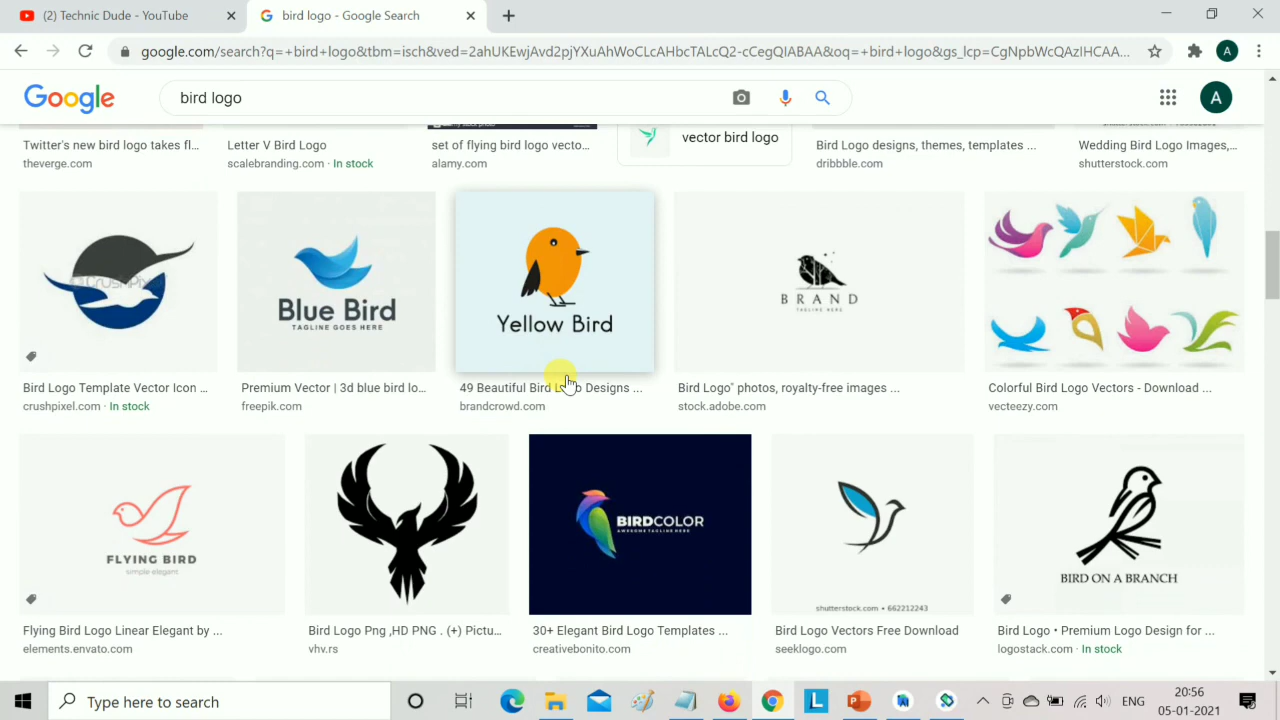 (2) Technic Dude - YouTube
bird logo - Google Search
google.com/search?q=+bird+logo&tbm=isch&ved=2ahUKEwjAvd2pjYXuAhWoCLcAHbcTALcQ2-cCegQIABAA&oq=+bird+logo&gs_lcp=CgNpbWcQAzIHCAA...
A
Google
bird logo
A
Twitter's new bird logo takes fl...
theverge.com
Letter V Bird Logo
scalebranding.com · In stock
set of flying bird logo vecto...
alamy.com
vector bird logo
Bird Logo designs, themes, templates ...
dribbble.com
Wedding Bird Logo Images,...
shutterstock.com
CRUSHPIXEL
Blue Bird
TAGLINE GOES HERE
Yellow Bird
BRAND
TAGLINE HERE
Bird Logo Template Vector Icon ...
crushpixel.com · In stock
Premium Vector | 3d blue bird lo...
freepik.com
49 Beautiful Bird Logo Designs ...
brandcrowd.com
Bird Logo" photos, royalty-free images ...
stock.adobe.com
Colorful Bird Logo Vectors - Download ...
vecteezy.com
FLYING BIRD
simple elegant
BIRDCOLOR
AWESOME TAGLINE HERE
shutterstock.com • 662212243
BIRD ON A BRANCH
Flying Bird Logo Linear Elegant by ...
elements.envato.com
Bird Logo Png ,HD PNG . (+) Pictu...
vhv.rs
30+ Elegant Bird Logo Templates ...
creativebonito.com
Bird Logo Vectors Free Download
seeklogo.com
Bird Logo • Premium Logo Design for ...
logostack.com · In stock
Type here to search
L
ENG
20:56
05-01-2021